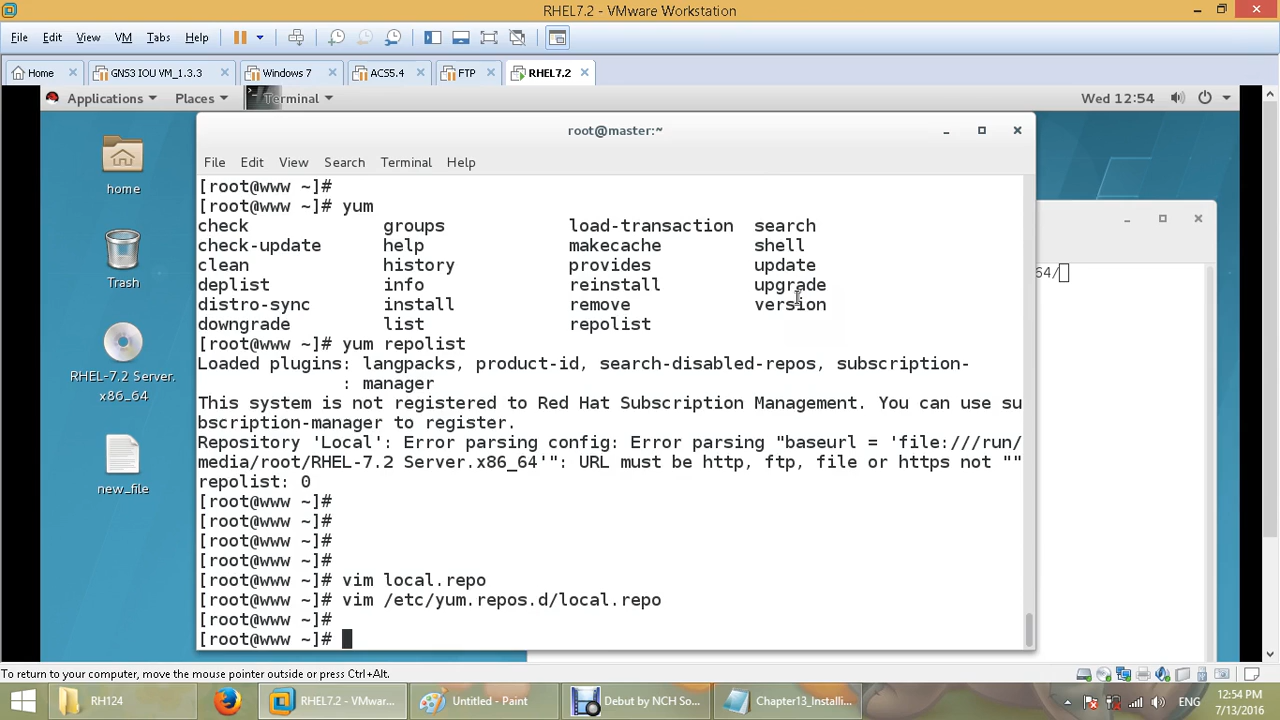 RHEL7.2 - VMware Workstation
File Edit View VM Tabs Help
Home GNS3 IOU VM_1.3.3 Windows 7 ACS5.4 FTP RHEL7.2
Applications Places Terminal Wed 12:54
root@master:~
File Edit View Search Terminal Help
home
Trash
RHEL-7.2 Server.
x86_64
new_file
[root@www ~]#
[root@www ~]# yum
check groups load-transaction search
check-update help makecache shell
clean history provides update
deplist info reinstall upgrade
distro-sync install remove version
downgrade list repolist
[root@www ~]# yum repolist
Loaded plugins: langpacks, product-id, search-disabled-repos, subscription-
: manager
This system is not registered to Red Hat Subscription Management. You can use su
bscription-manager to register.
Repository 'Local': Error parsing config: Error parsing "baseurl = 'file:///run/
media/root/RHEL-7.2 Server.x86_64'": URL must be http, ftp, file or https not ""
repolist: 0
[root@www ~]#
[root@www ~]#
[root@www ~]#
[root@www ~]#
[root@www ~]# vim local.repo
[root@www ~]# vim /etc/yum.repos.d/local.repo
[root@www ~]#
[root@www ~]#
64/
To return to your computer, move the mouse pointer outside or press Ctrl+Alt.
RH124 RHEL7.2 - VMware... Untitled - Paint Debut by NCH So... Chapter13_Installi... ENG 12:54 PM
7/13/2016